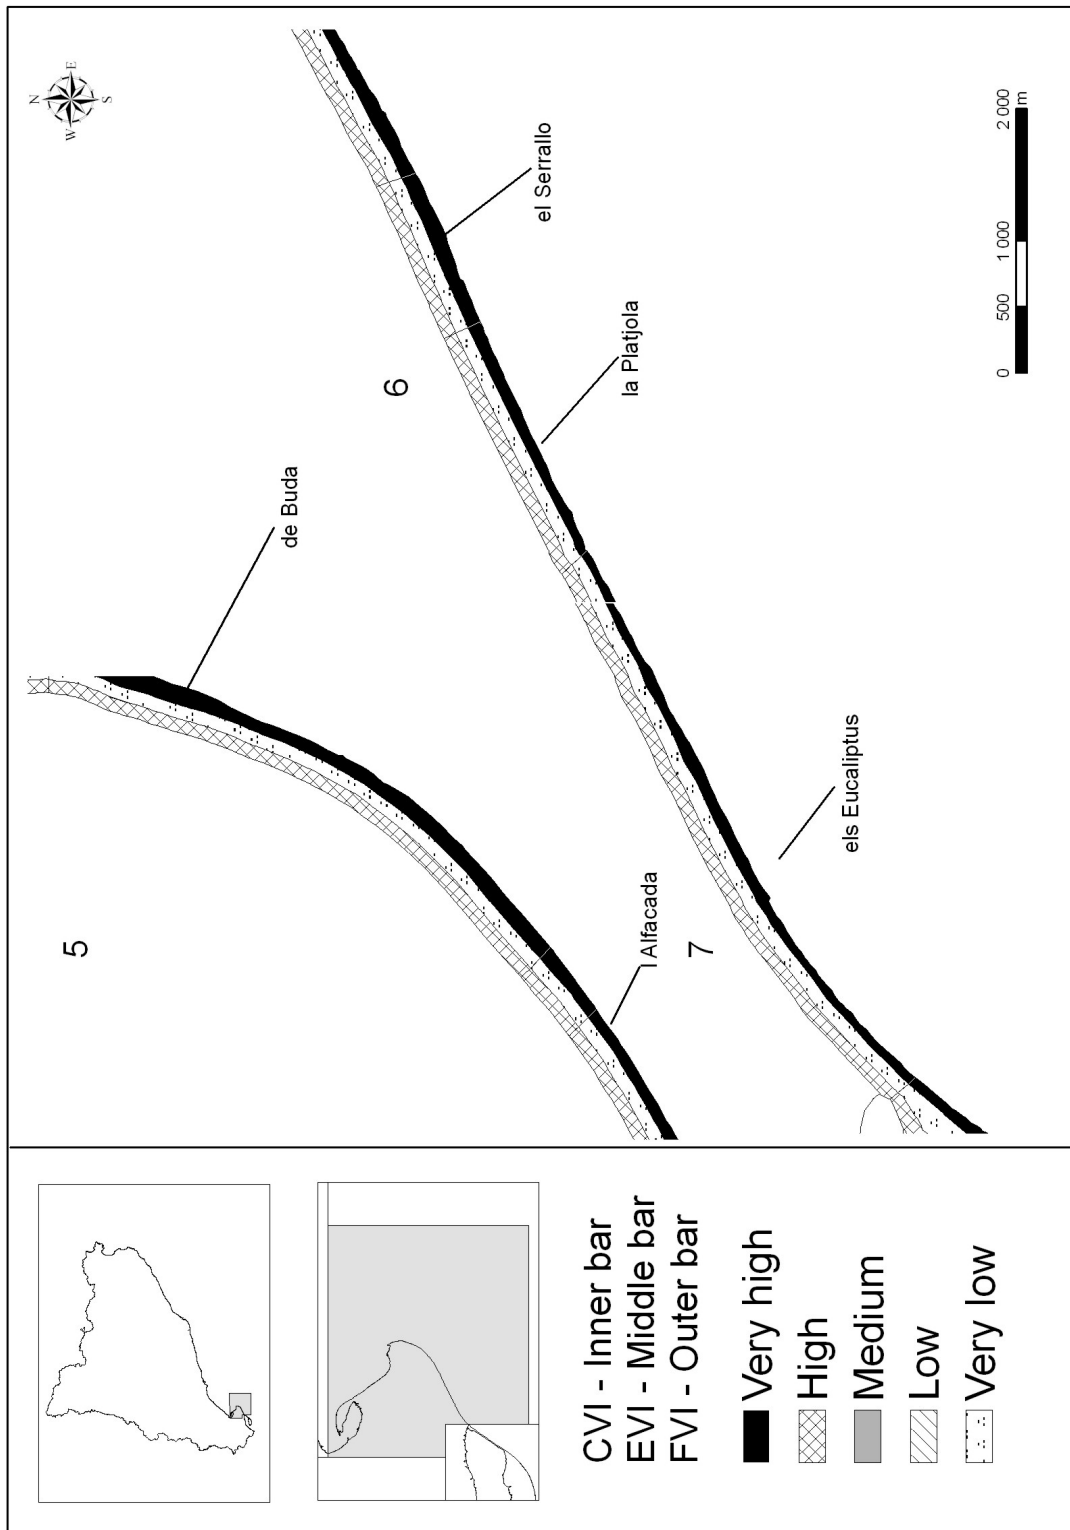 N
E
S
W
5
de Buda
l Alfacada
6
el Serrallo
la Platjola
7
els Eucaliptus
0 500 1 000 2 000
m
CVI - Inner bar
EVI - Middle bar
FVI - Outer bar
Very high
High
Medium
Low
Very low